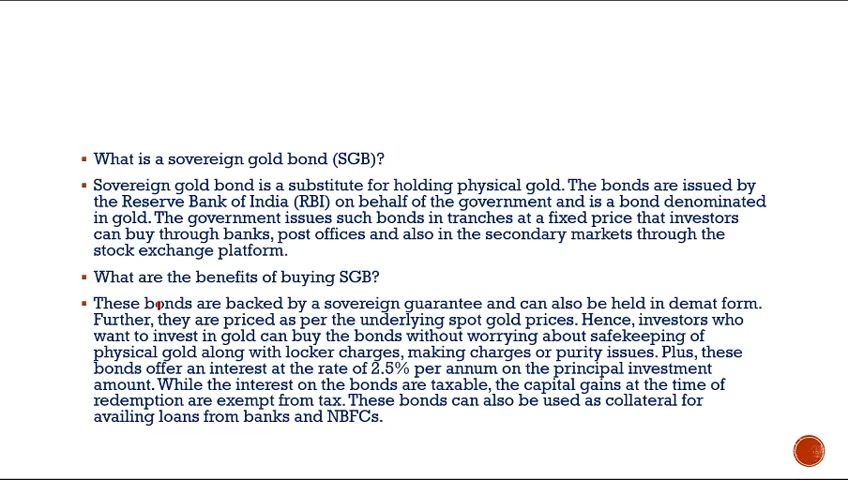 What is a sovereign gold bond (SGB)?
Sovereign gold bond is a substitute for holding physical gold. The bonds are issued by
the Reserve Bank of India (RBI) on behalf of the government and is a bond denominated
in gold. The government issues such bonds in tranches at a fixed price that investors
can buy through banks, post offices and also in the secondary markets through the
stock exchange platform.
What are the benefits of buying SGB?
These bonds are backed by a sovereign guarantee and can also be held in demat form.
Further, they are priced as per the underlying spot gold prices. Hence, investors who
want to invest in gold can buy the bonds without worrying about safekeeping of
physical gold along with locker charges, making charges or purity issues. Plus, these
bonds offer an interest at the rate of 2.5% per annum on the principal investment
amount. While the interest on the bonds are taxable, the capital gains at the time of
redemption are exempt from tax. These bonds can also be used as collateral for
availing loans from banks and NBFCs.